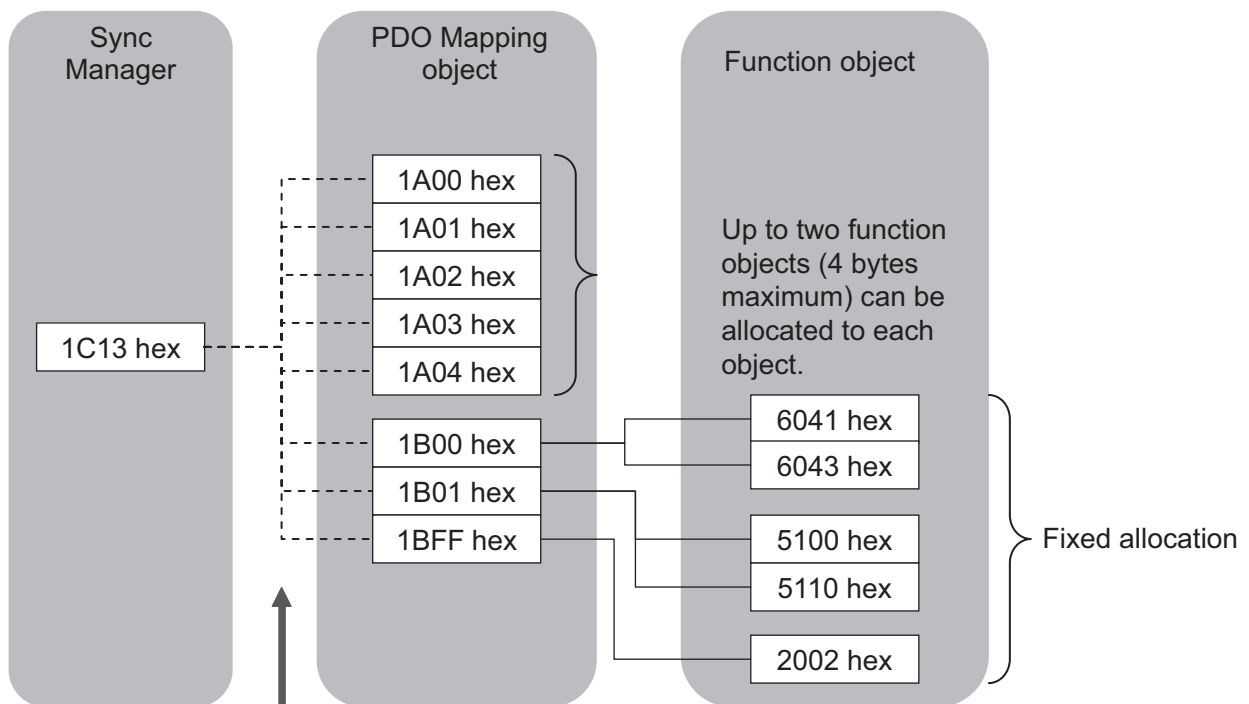 Sync
Manager
PDO Mapping
object
Function object
1A00 hex
1A01 hex
1A02 hex
1A03 hex
1A04 hex
Up to two function
objects (4 bytes
maximum) can be
allocated to each
object.
1C13 hex
1B00 hex
1B01 hex
1BFF hex
6041 hex
6043 hex
5100 hex
5110 hex
2002 hex
Fixed allocation